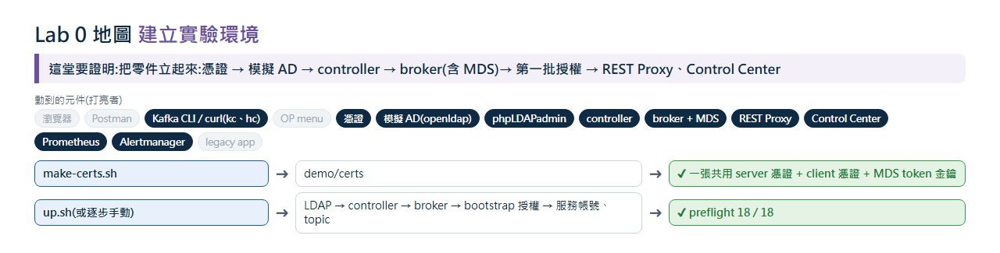 Lab 0 地圖 建立實驗環境
這堂要證明:把零件立起來:憑證 → 模擬 AD → controller → broker(含 MDS)→ 第一批授權 → REST Proxy、Control Center
動到的元件(打亮者)
瀏覽器 Postman Kafka CLI / curl(kc、hc) OP menu 憑證 模擬 AD(openldap) phpLDAPadmin controller broker + MDS REST Proxy Control Center
Prometheus Alertmanager legacy app
make-certs.sh → demo/certs → ✓ 一張共用 server 憑證 + client 憑證 + MDS token 金鑰
up.sh(或逐步手動) → LDAP → controller → broker → bootstrap 授權 → 服務帳號、
topic → ✓ preflight 18 / 18